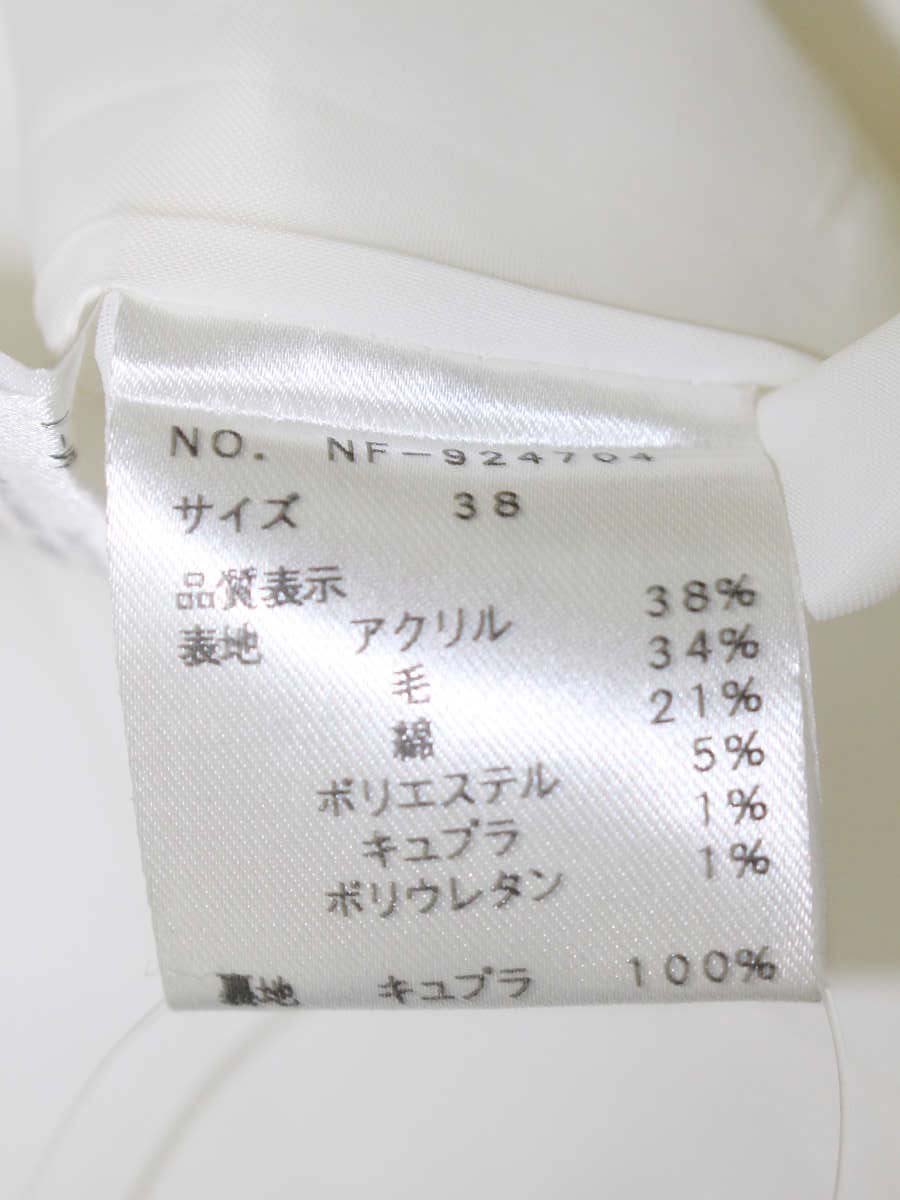 NO. NF-924704
サイズ 38
品質表示
表地 アクリル 38%
毛 34%
綿 21%
ポリエステル 5%
キュプラ 1%
ポリウレタン 1%
裏地 キュプラ 100%